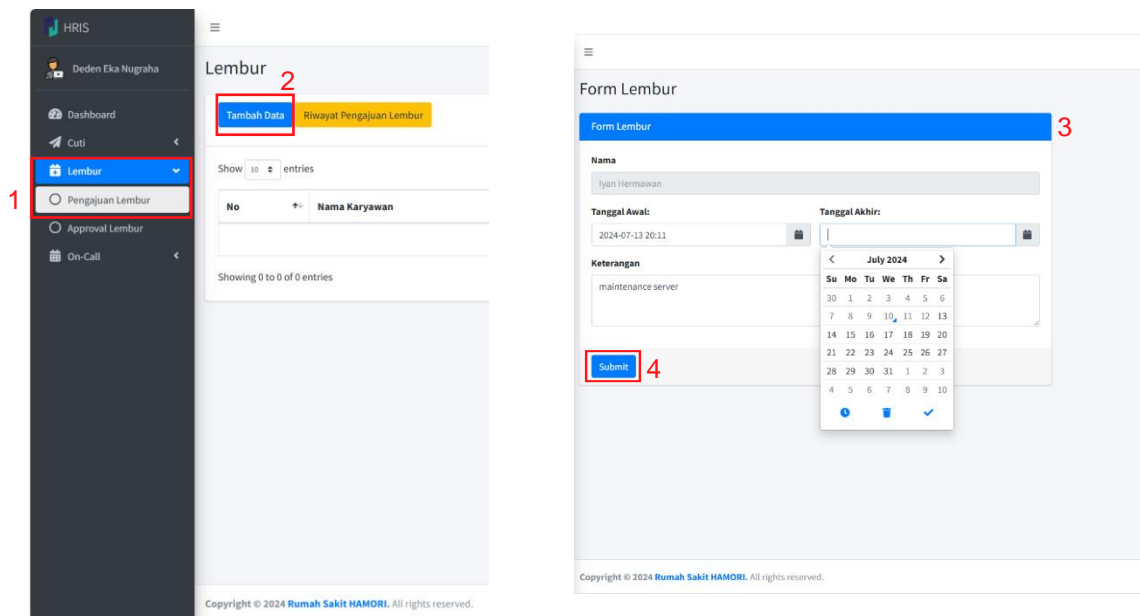 HRIS
Deden Eka Nugraha
Dashboard
Cuti
1
Lembur
Pengajuan Lembur
Approval Lembur
On-Call
Lembur
2
Tambah Data
Riwayat Pengajuan Lembur
Show 10 entries
No Nama Karyawan
Showing 0 to 0 of 0 entries
Copyright © 2024 Rumah Sakit HAMORI. All rights reserved.
Form Lembur
Form Lembur
3
Nama
Iyan Hermawan
Tanggal Awal: Tanggal Akhir:
2024-07-13 20:11
Keterangan
maintenance server
July 2024
Su Mo Tu We Th Fr Sa
30 1 2 3 4 5 6
7 8 9 10 11 12 13
14 15 16 17 18 19 20
21 22 23 24 25 26 27
28 29 30 31 1 2 3
4 5 6 7 8 9 10
Submit
4
Copyright © 2024 Rumah Sakit HAMORI. All rights reserved.